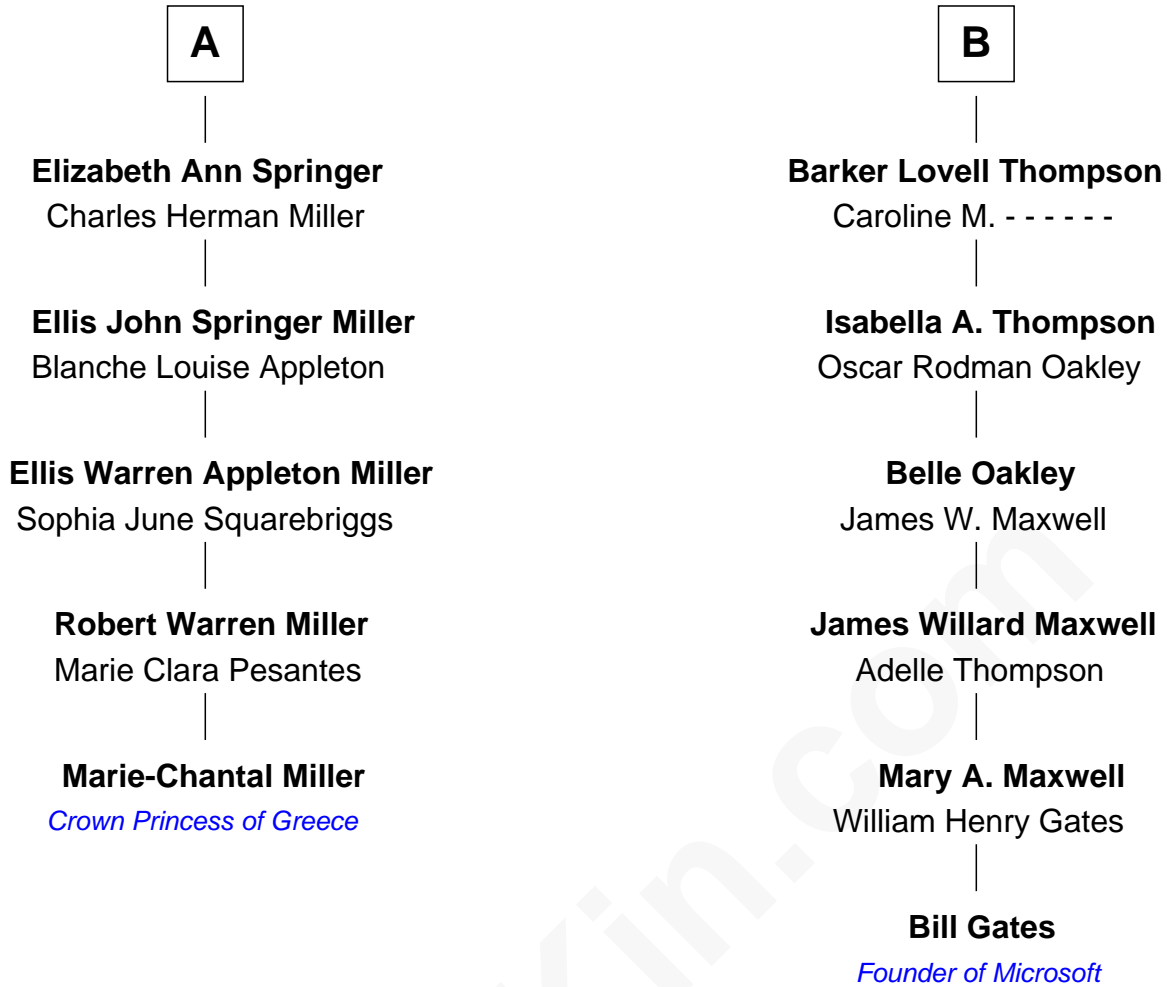 A
Elizabeth Ann Springer
Charles Herman Miller
Ellis John Springer Miller
Blanche Louise Appleton
Ellis Warren Appleton Miller
Sophia June Squarebriggs
Robert Warren Miller
Marie Clara Pesantes
Marie-Chantal Miller
Crown Princess of Greece
B
Barker Lovell Thompson
Caroline M. - - - - - -
Isabella A. Thompson
Oscar Rodman Oakley
Belle Oakley
James W. Maxwell
James Willard Maxwell
Adelle Thompson
Mary A. Maxwell
William Henry Gates
Bill Gates
Founder of Microsoft
Kin.com